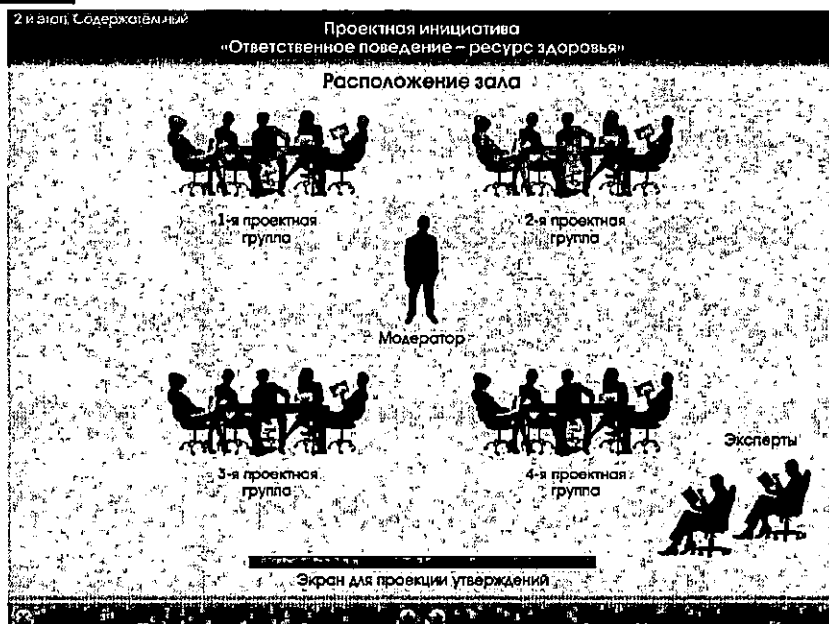 2 й этап. Содержательный
Проектная инициатива
«Ответственное поведение – ресурс здоровья»
Расположение зала
1-я проектная
группа
2-я проектная
группа
Модератор
3-я проектная
группа
4-я проектная
группа
Эксперты
Экран для проекции утверждений